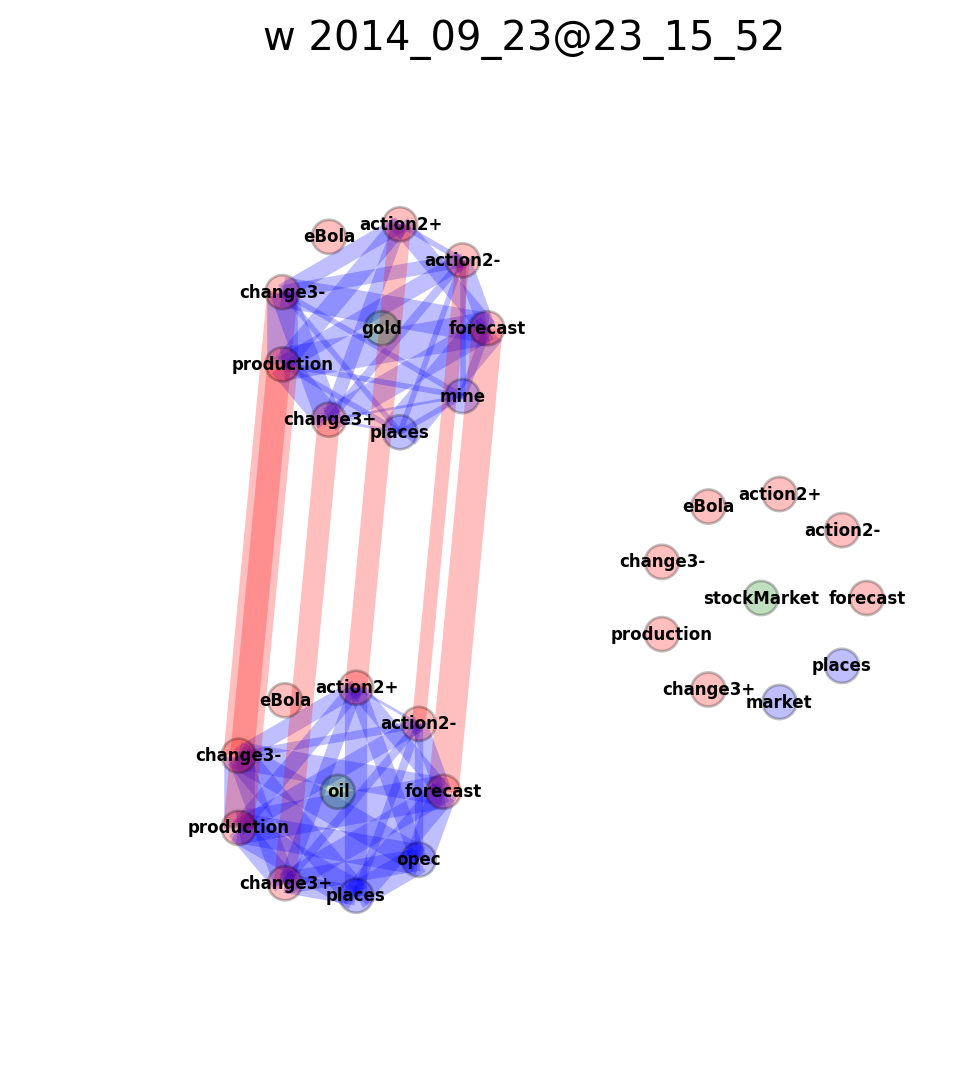 w 2014_09_23@23_15_52
eBola
action2+
action2-
change3-
gold
forecast
production
mine
change3+
places
eBola
action2+
action2-
change3-
stockMarket
forecast
production
places
change3+
market
eBola
action2+
action2-
change3-
oil
forecast
production
opec
change3+
places